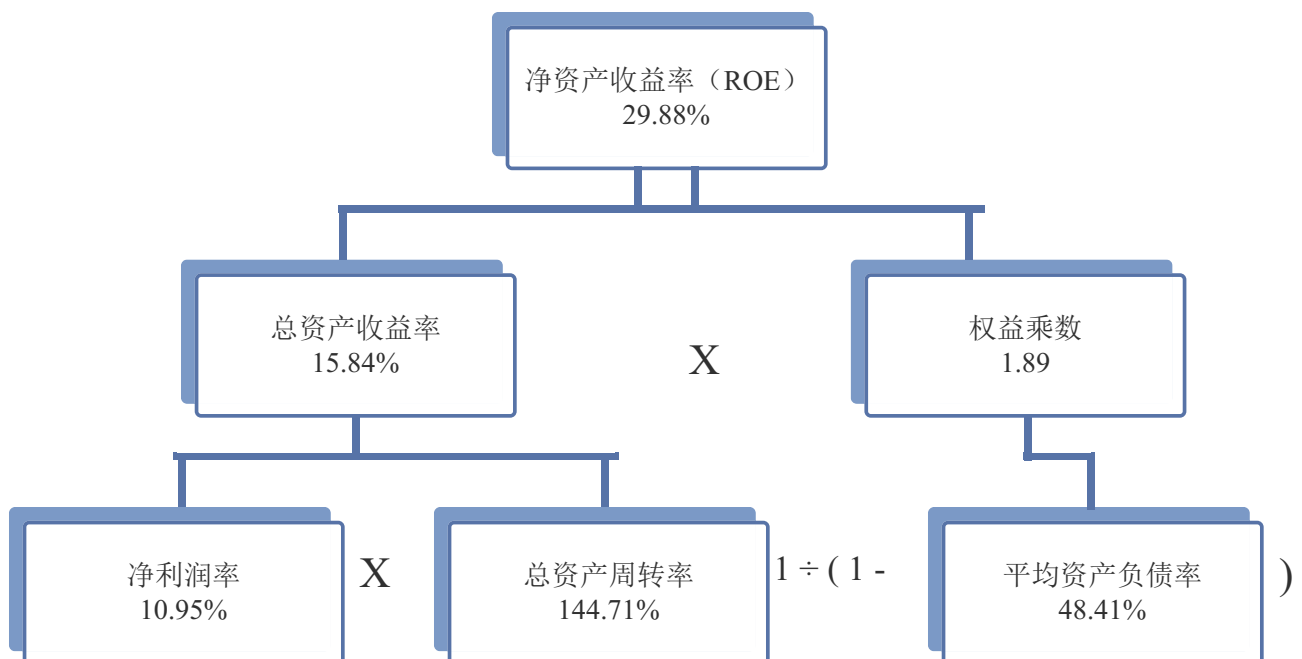 净资产收益率（ROE）
29.88%
总资产收益率
15.84%
X
权益乘数
1.89
净利润率
10.95%
X
总资产周转率
144.71%
1 ÷ ( 1 -
平均资产负债率
48.41%
)